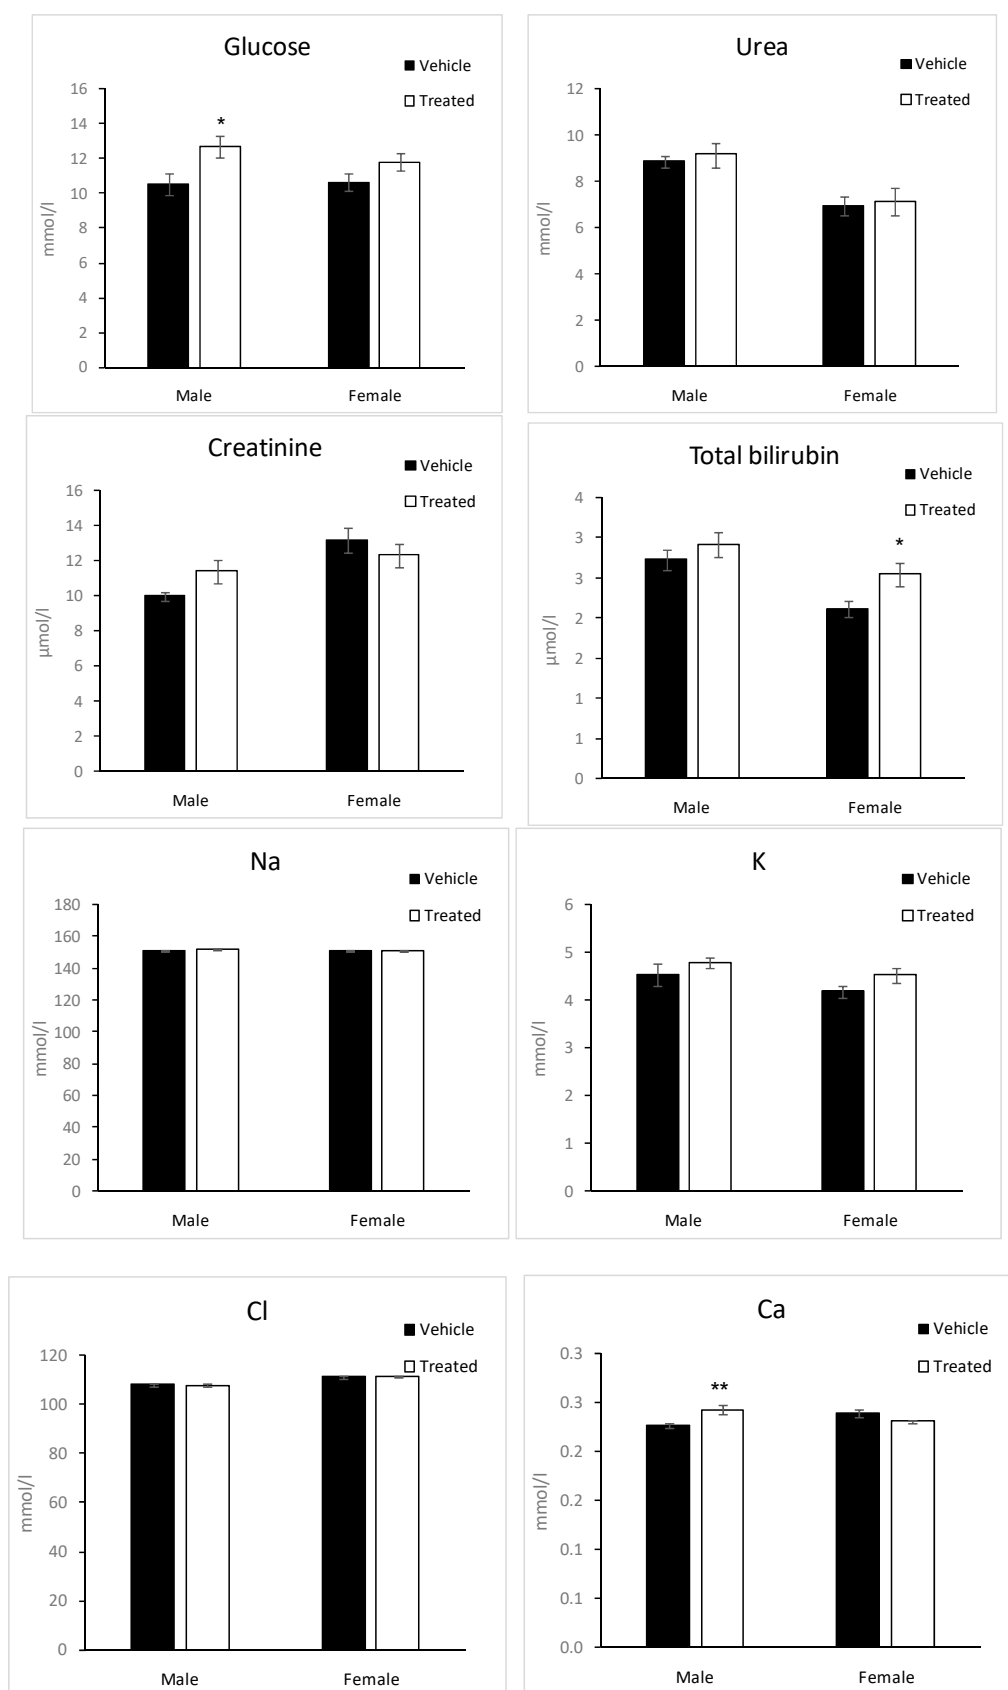 Glucose
Vehicle
Treated
16
14
12
10
8
6
4
2
0
mmol/l
*
Male
Female
Urea
Vehicle
Treated
12
10
8
6
4
2
0
mmol/l
Male
Female
Creatinine
Vehicle
Treated
16
14
12
10
8
6
4
2
0
µmol/l
Male
Female
Total bilirubin
Vehicle
Treated
4
3
3
2
2
1
1
0
µmol/l
*
Male
Female
Na
Vehicle
Treated
180
160
140
120
100
80
60
40
20
0
mmol/l
Male
Female
K
Vehicle
Treated
6
5
4
3
2
1
0
mmol/l
Male
Female
Cl
Vehicle
Treated
120
100
80
60
40
20
0
mmol/l
Male
Female
Ca
Vehicle
Treated
0.3
0.3
0.2
0.2
0.1
0.1
0.0
mmol/l
**
Male
Female